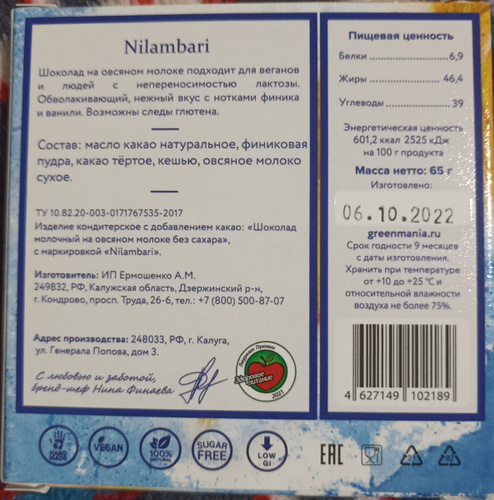 Nilambari
Шоколад на овсяном молоке подходит для веганов
и людей с непереносимостью лактозы.
Обволакивающий, нежный вкус с нотками финика
и ванили. Возможны следы глютена.
Состав: масло какао натуральное, финиковая
пудра, какао тёртое, кешью, овсяное молоко
сухое.
ТУ 10.82.20-003-0171767535-2017
Изделие кондитерское с добавлением какао: «Шоколад
молочный на овсяном молоке без сахара»,
с маркировкой «Nilambari».
Изготовитель: ИП Ермошенко А.М.
249832, РФ, Калужская область, Дзержинский р-н,
г. Кондрово, просп. Труда, 26-6, тел.: +7 (800) 500-87-07
Адрес производства: 248033, РФ, г. Калуга,
ул. Генерала Попова, дом 3.
С любовью и заботой,
бренд-шеф Нина Финаева
Лауреат Премии
Здоровое
питание
2021
HAND
MADE
VEGAN
100%
NATURAL
SUGAR
FREE
LOW
GI
Пищевая ценность
Белки 6,9
Жиры 46,4
Углеводы 39
Энергетическая ценность
601,2 ккал 2525 кДж
на 100 г продукта
Масса нетто: 65 г
Изготовлено:
06.10.2022
greenmania.ru
Срок годности 9 месяцев
с даты изготовления.
Хранить при температуре
от +10 до +25 °С и
относительной влажности
воздуха не более 75%.
4 627149 102189
EAC